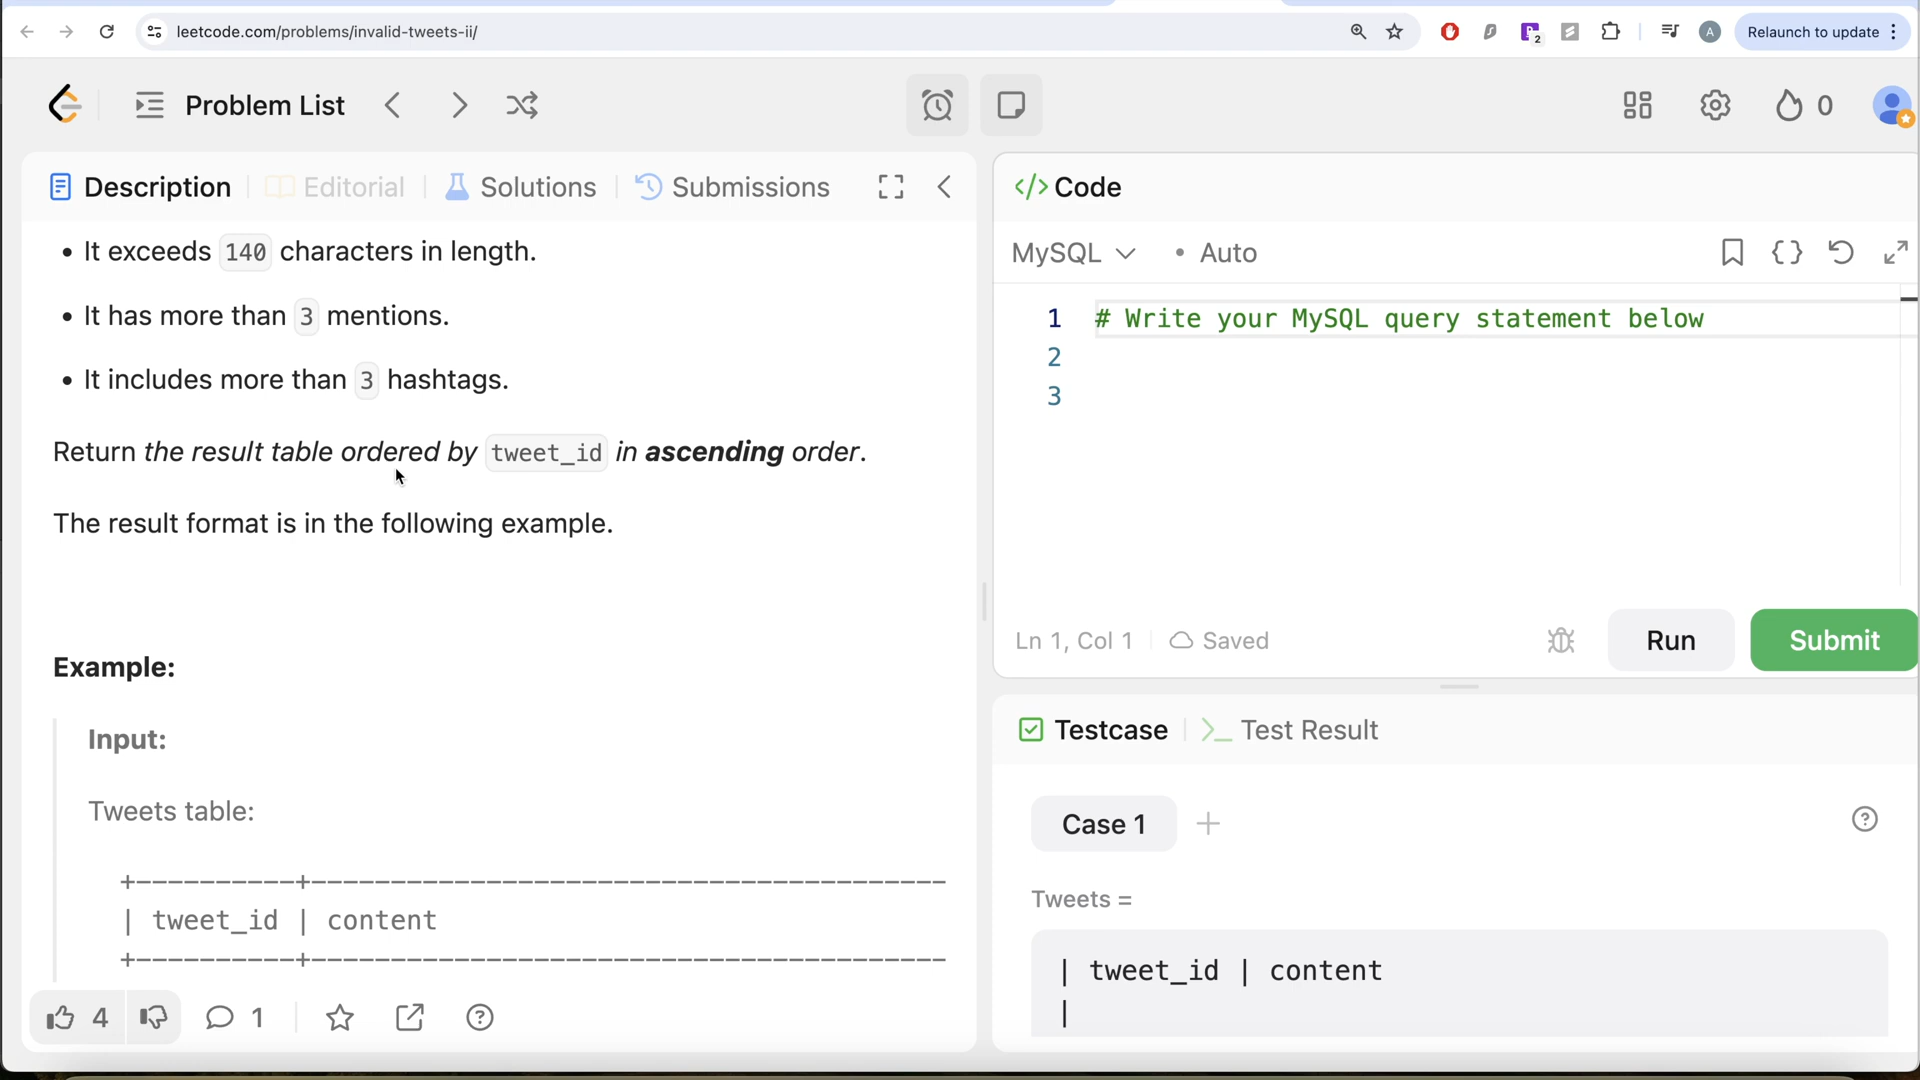 leetcode.com/problems/invalid-tweets-ii/
2
A
Relaunch to update
Problem List
0
Description
Editorial
Solutions
Submissions
• It exceeds 140 characters in length.
• It has more than 3 mentions.
• It includes more than 3 hashtags.
Return the result table ordered by tweet_id in ascending order.
The result format is in the following example.
Example:
Input:
Tweets table:
+----------+----------------------------------------
| tweet_id | content
+----------+----------------------------------------
4
1
</> Code
MySQL
• Auto
1 # Write your MySQL query statement below
2
3
Ln 1, Col 1
Saved
Run
Submit
Testcase
>_ Test Result
Case 1 +
Tweets =
| tweet_id | content
|